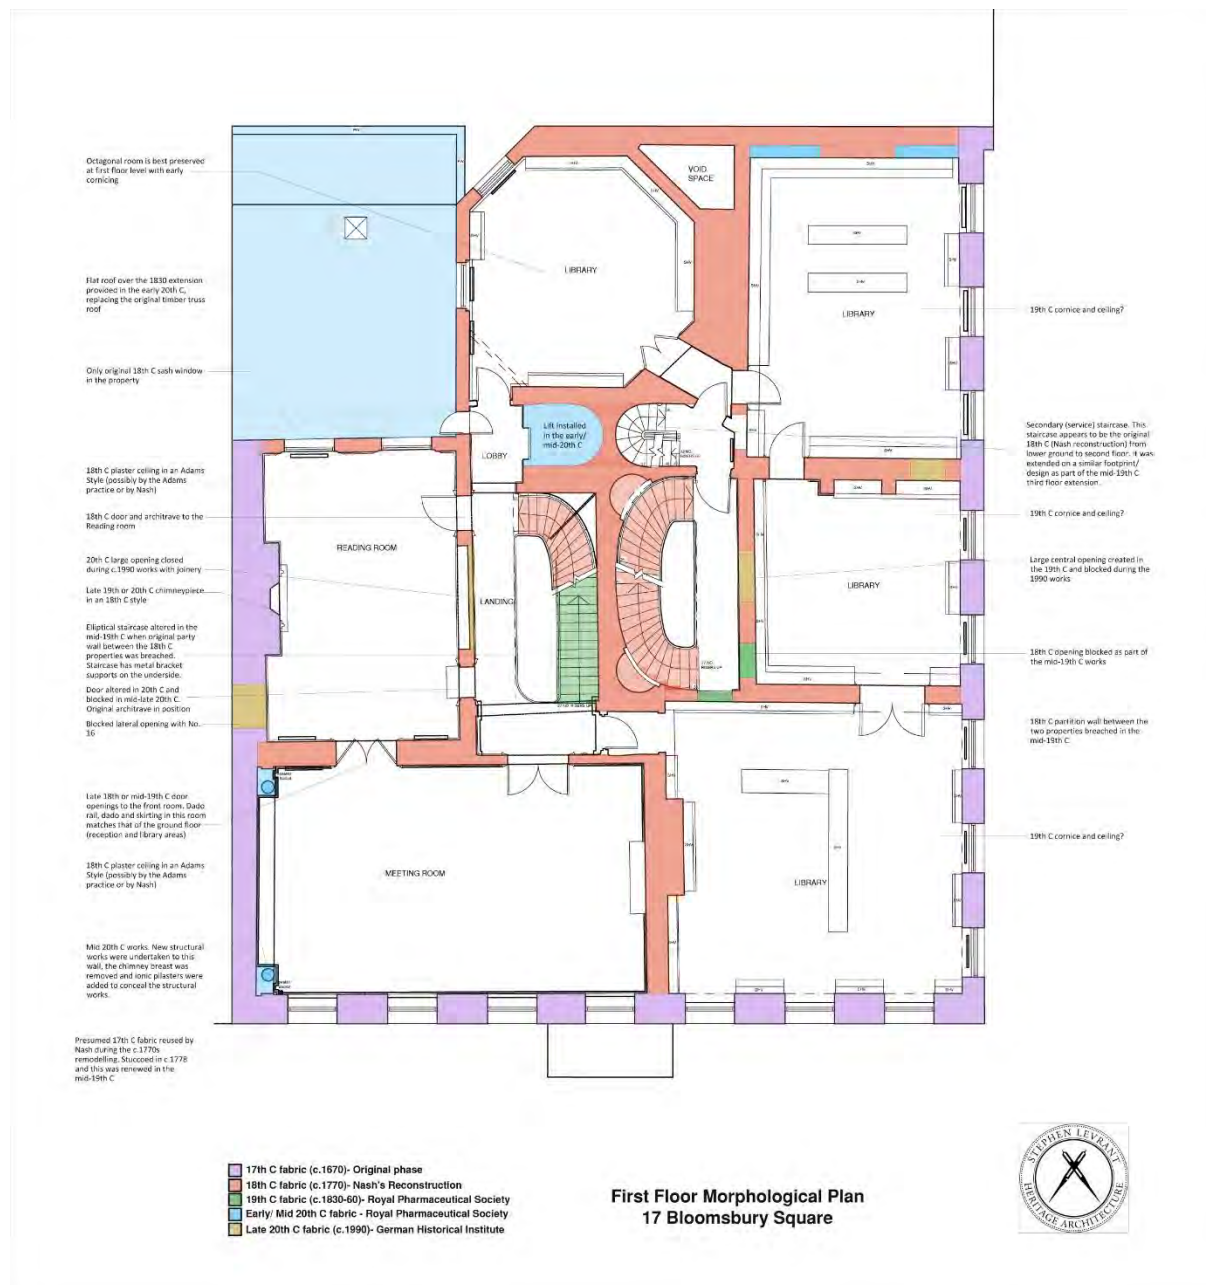 Octagonal room is best preserved
at first floor level with early
cornicing
Flat roof over the 1830 extension
provided in the early 20th C,
replacing the original timber truss
roof
Only original 18th C sash window
in the property
18th C plaster ceiling in an Adams
Style (possibly by the Adams
practice or by Nash)
18th C door and architrave to the
Reading room
20th C large opening closed
during c.1990 works with joinery
Late 19th or 20th C chimneypiece
in an 18th C style
Elliptical staircase altered in the
mid-19th C when original party
wall between the 18th C
properties was breached.
Staircase has metal bracket
supports on the underside.
Door altered in 20th C and
blocked in mid-late 20th C.
Original architrave in position
Blocked lateral opening with No.
16
Late 18th or mid-19th C door
openings to the front room. Dado
rail, dado and skirting in this room
matches that of the ground floor
(reception and library areas)
18th C plaster ceiling in an Adams
Style (possibly by the Adams
practice or by Nash)
Mid 20th C works. New structural
works were undertaken to this
wall, the chimney breast was
removed and ionic pilasters were
added to conceal the structural
works.
Presumed 17th C fabric reused by
Nash during the c.1770s
remodelling. Stuccoed in c.1778
and this was renewed in the
mid-19th C
VOID
SPACE
LIBRARY
LIBRARY
Lift installed
in the early/
mid-20th C
LOBBY
READING ROOM
LANDING
LIBRARY
MEETING ROOM
LIBRARY
19th C cornice and ceiling?
Secondary (service) staircase. This
staircase appears to be the original
18th C (Nash reconstruction) from
lower ground to second floor. It was
extended on a similar footprint/
design as part of the mid-19th C
third floor extension.
19th C cornice and ceiling?
Large central opening created in
the 19th C and blocked during the
1990 works
18th C opening blocked as part of
the mid-19th C works
18th C partition wall between the
two properties breached in the
mid-19th C
19th C cornice and ceiling?
17th C fabric (c.1670)- Original phase
18th C fabric (c.1770)- Nash's Reconstruction
19th C fabric (c.1830-60)- Royal Pharmaceutical Society
Early/ Mid 20th C fabric - Royal Pharmaceutical Society
Late 20th C fabric (c.1990)- German Historical Institute
First Floor Morphological Plan
17 Bloomsbury Square
STEPHEN LEVRANT
HERITAGE ARCHITECTURE